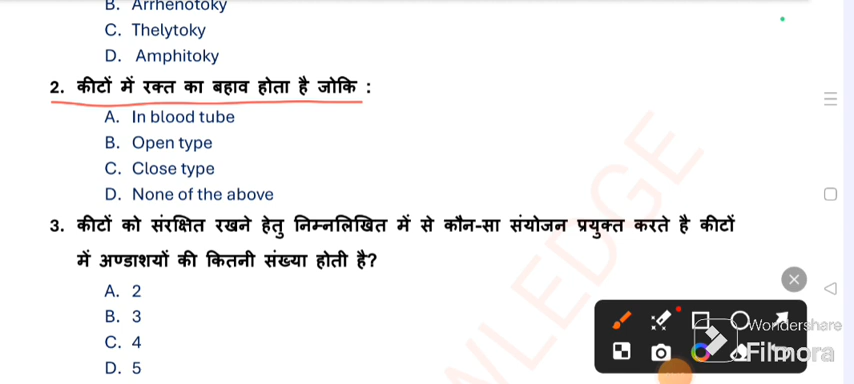 B. Arrhenotoky
C. Thelytoky
D. Amphitoky
2. कीटों में रक्त का बहाव होता है जोकि :
A. In blood tube
B. Open type
C. Close type
D. None of the above
3. कीटों को संरक्षित रखने हेतु निम्नलिखित में से कौन-सा संयोजन प्रयुक्त करते है कीटों
में अण्डाशयों की कितनी संख्या होती है?
A. 2
B. 3
C. 4
D. 5
WLEDGE
Wondershare
Filmora